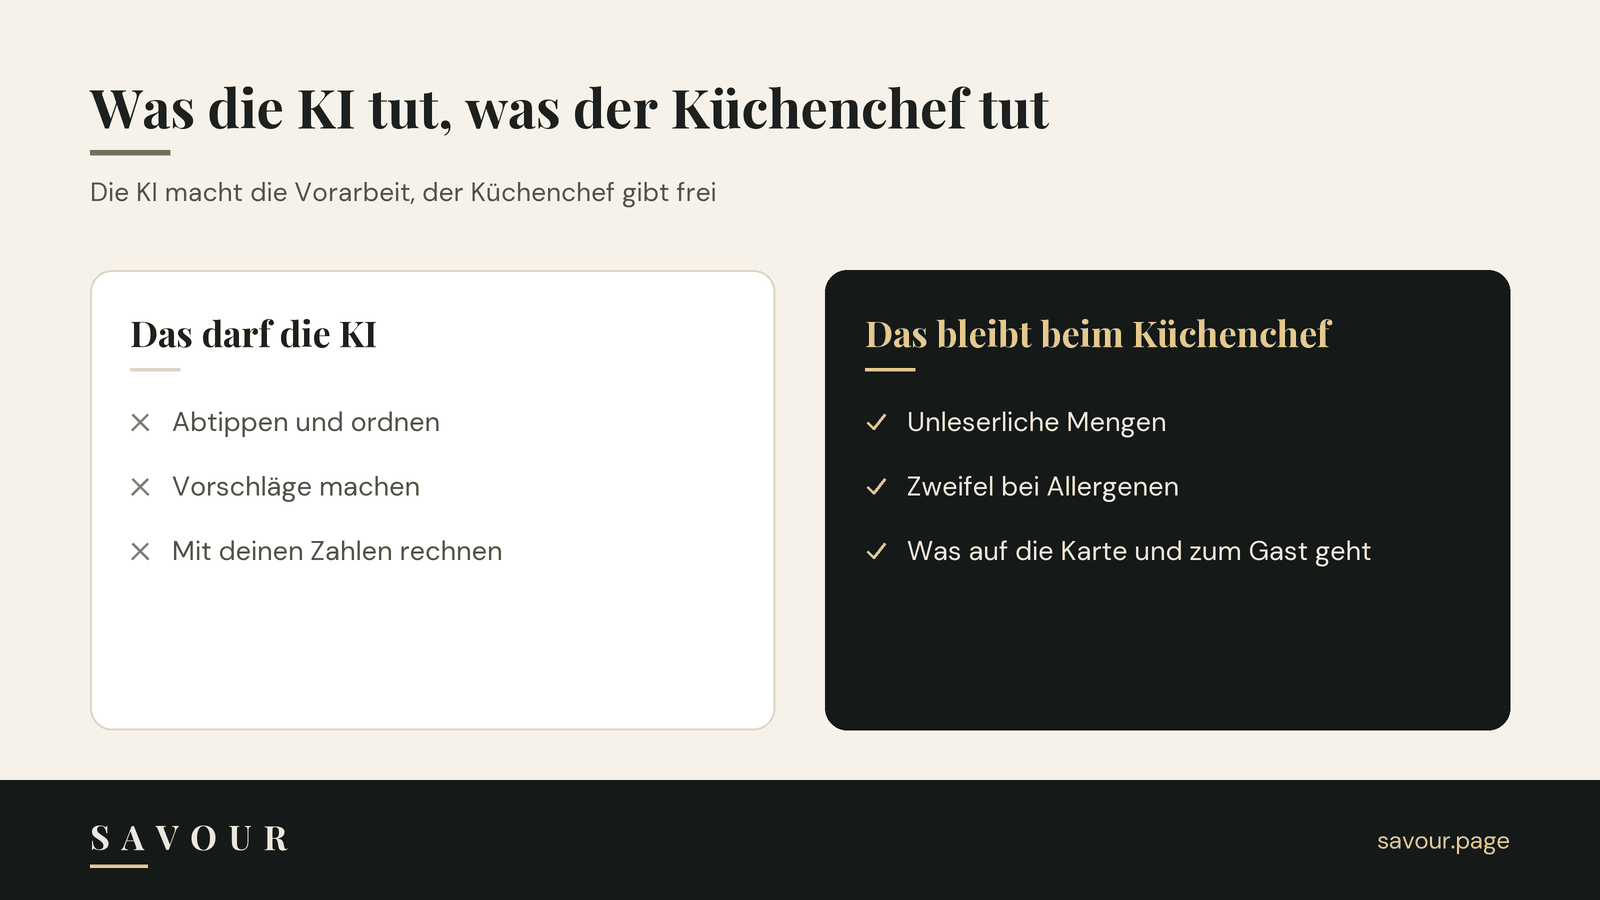 Was die KI tut, was der Küchenchef tut
Die KI macht die Vorarbeit, der Küchenchef gibt frei
Das darf die KI
Abtippen und ordnen
Vorschläge machen
Mit deinen Zahlen rechnen
Das bleibt beim Küchenchef
Unleserliche Mengen
Zweifel bei Allergenen
Was auf die Karte und zum Gast geht
SAVOUR
savour.page